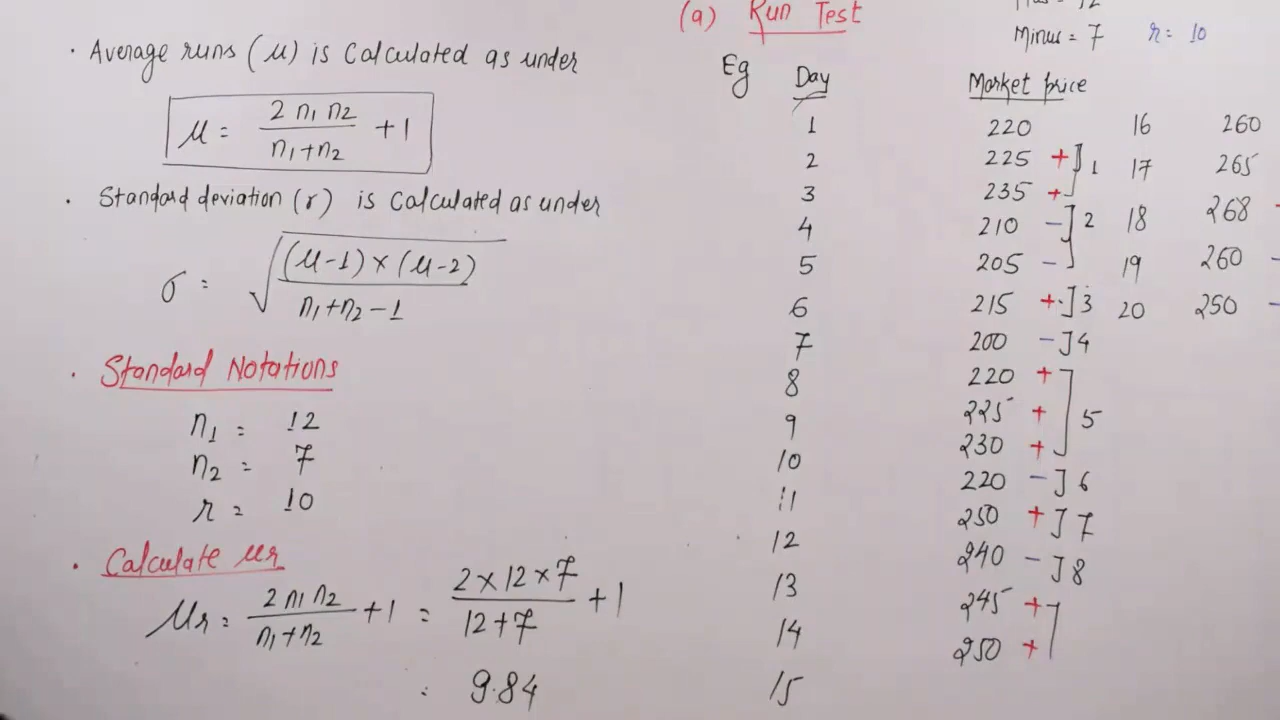 · Average runs (μ) is Calculated as under
μ = 2 n1 n2 / n1+n2 + 1
· Standard deviation (r) is Calculated as under
σ = √ (μ-1) × (μ-2) / n1+n2-1
· Standard Notations
n1 = 12
n2 = 7
r = 10
· Calculate μr
μr = 2 n1 n2 / n1+n2 + 1 = 2×12×7 / 12+7 + 1
= 9.84
(a) Run Test
Minus = 7 r = 10
Eg Day Market price
1 220 16 260
2 225 + ] 1 17 265
3 235 +
4 210 - ] 2 18 268
5 205 - 19 260 -
6 215 + ] 3 20 250 -
7 200 - ] 4
8 220 +
9 225 + ] 5
10 230 +
11 220 - ] 6
12 250 + ] 7
13 240 - ] 8
14 245 + ]
15 250 +